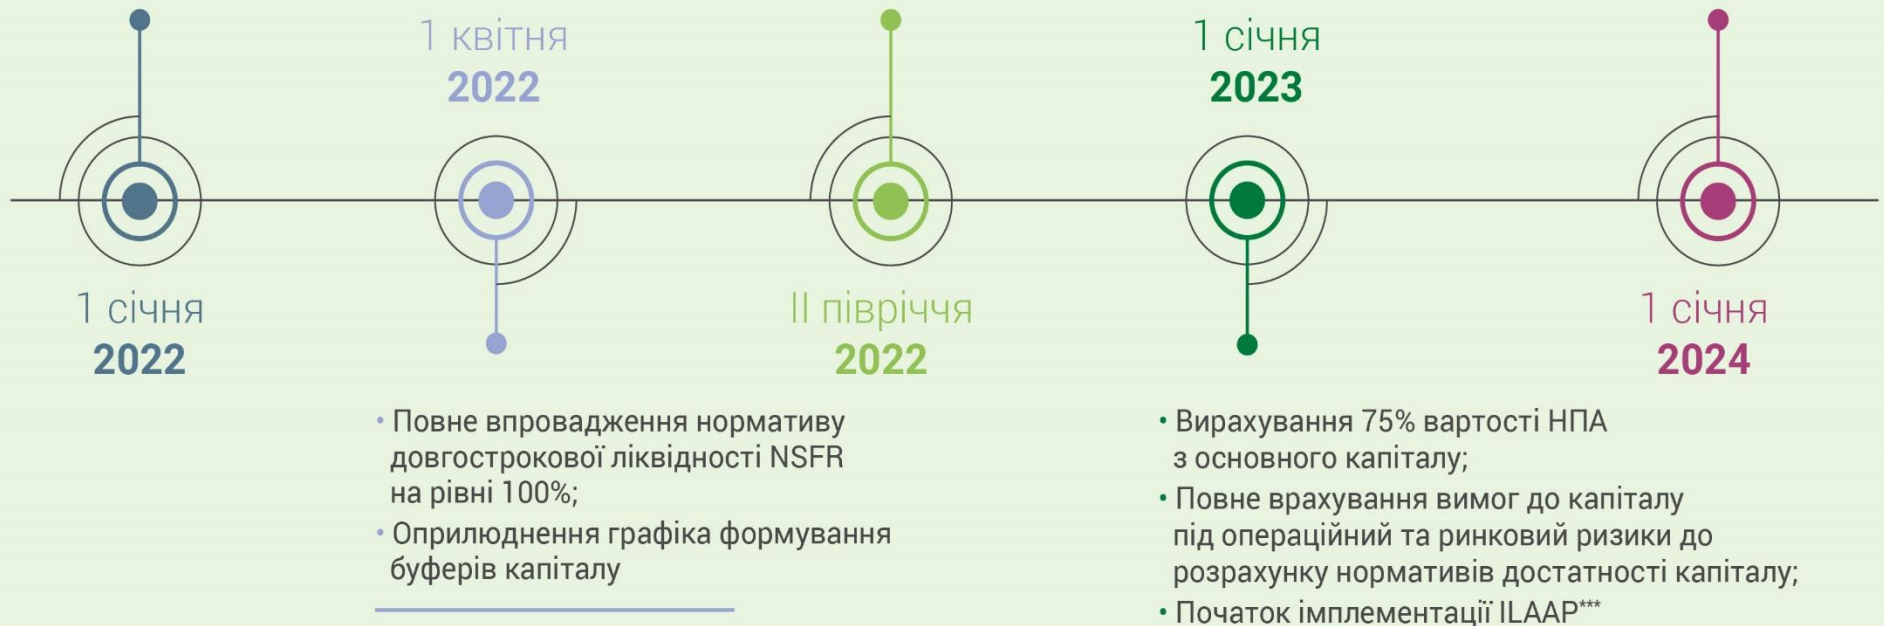 1 квітня
2022
1 січня
2023
1 січня
2022
II півріччя
2022
1 січня
2024
• Повне впровадження нормативу
довгострокової ліквідності NSFR
на рівні 100%;
• Оприлюднення графіка формування
буферів капіталу
• Вирахування 75% вартості НПА
з основного капіталу;
• Повне врахування вимог до капіталу
під операційний та ринковий ризики до
розрахунку нормативів достатності капіталу;
• Початок імплементації ILAAP***